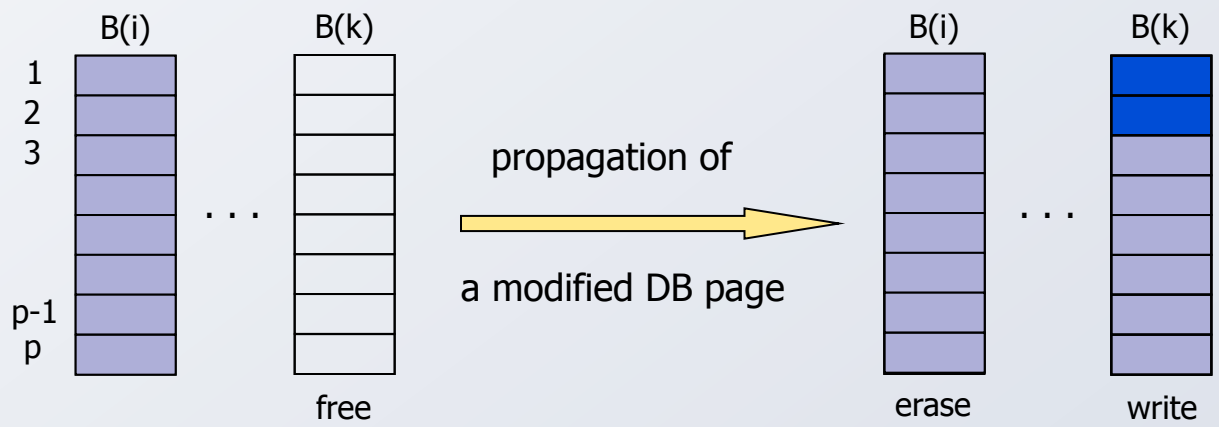 B(i)
B(k)
B(i)
B(k)
1
2
3
p-1
p
. . .
propagation of
a modified DB page
. . .
free
erase
write